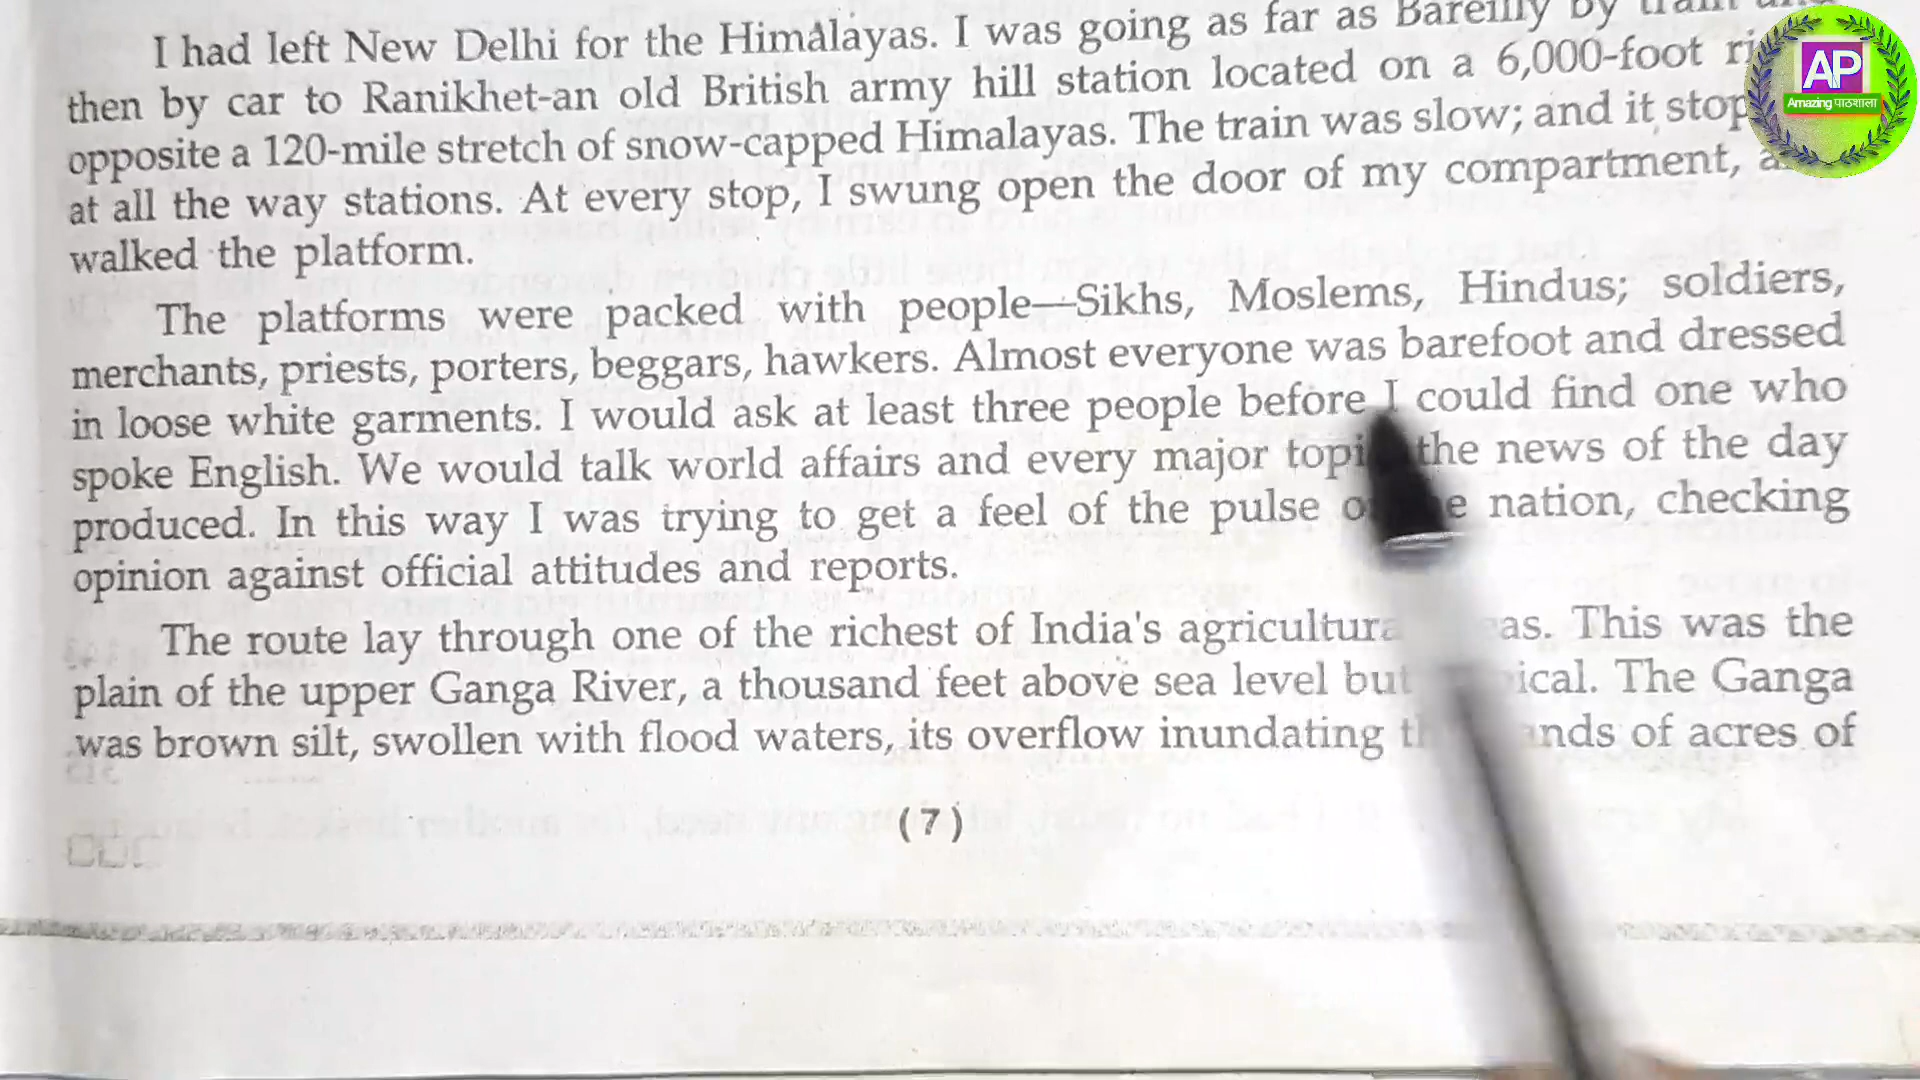 I had left New Delhi for the Himalayas. I was going as far as Bareilly by train
then by car to Ranikhet-an old British army hill station located on a 6,000-foot
opposite a 120-mile stretch of snow-capped Himalayas. The train was slow; and it stop
at all the way stations. At every stop, I swung open the door of my compartment,
walked the platform.
The platforms were packed with people—Sikhs, Moslems, Hindus; soldiers,
merchants, priests, porters, beggars, hawkers. Almost everyone was barefoot and dressed
in loose white garments. I would ask at least three people before I could find one who
spoke English. We would talk world affairs and every major the news of the day
produced. In this way I was trying to get a feel of the pulse nation, checking
opinion against official attitudes and reports.
The route lay through one of the richest of India's This was the
plain of the upper Ganga River, a thousand feet above sea level The Ganga
was brown silt, swollen with flood waters, its overflow inundating of acres of
(7)
AP
Amazing पाठशाला